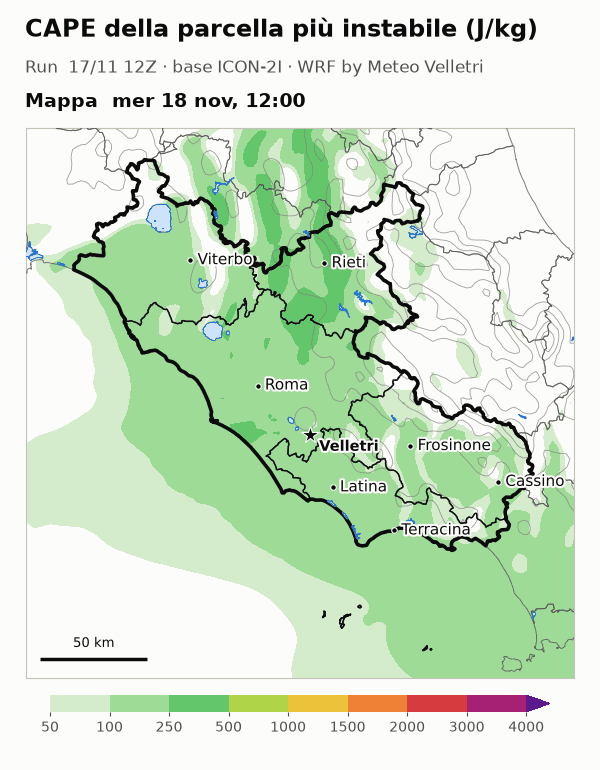 CAPE della parcella più instabile (J/kg)
Run 17/11 12Z · base ICON-2I · WRF by Meteo Velletri
Mappa mer 18 nov, 12:00
Viterbo
Rieti
Roma
Velletri
Frosinone
Cassino
Latina
Terracina
50 km
50 100 250 500 1000 1500 2000 3000 4000